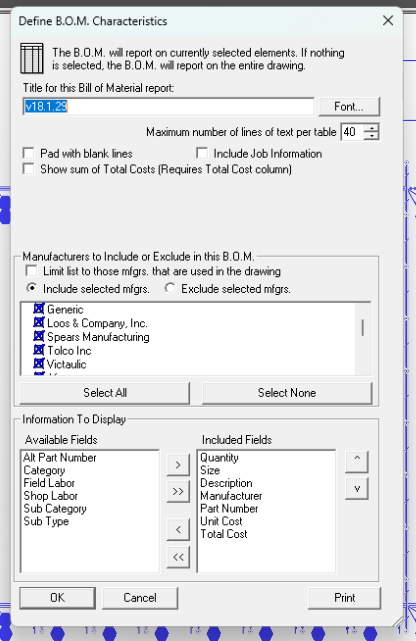 Define B.O.M. Characteristics
The B.O.M. will report on currently selected elements. If nothing
is selected, the B.O.M. will report on the entire drawing.
Title for this Bill of Material report:
v18.1.29
Font...
Maximum number of lines of text per table 40
Pad with blank lines
Include Job Information
Show sum of Total Costs (Requires Total Cost column)
Manufacturers to Include or Exclude in this B.O.M.
Limit list to those mfgrs. that are used in the drawing
Include selected mfgrs.
Exclude selected mfgrs.
Generic
Loos & Company, Inc.
Spears Manufacturing
Tolco Inc
Victaulic
Select All
Select None
Information To Display
Available Fields
Alt Part Number
Category
Field Labor
Shop Labor
Sub Category
Sub Type
>
>>
<
<<
Included Fields
Quantity
Size
Description
Manufacturer
Part Number
Unit Cost
Total Cost
OK
Cancel
Print